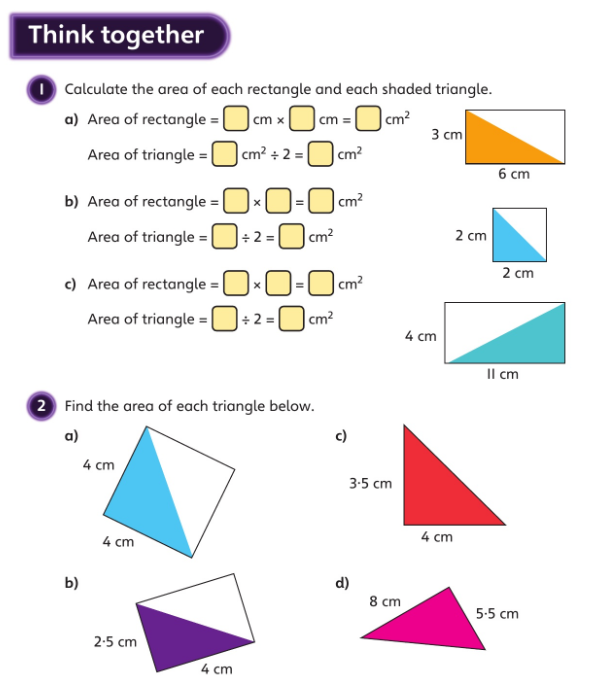 Think together
1 Calculate the area of each rectangle and each shaded triangle.
a) Area of rectangle = cm × cm = cm²
3 cm
Area of triangle = cm² ÷ 2 = cm²
6 cm
b) Area of rectangle = × = cm²
Area of triangle = ÷ 2 = cm²
2 cm
2 cm
c) Area of rectangle = × = cm²
Area of triangle = ÷ 2 = cm²
4 cm
11 cm
2 Find the area of each triangle below.
a)
4 cm
4 cm
c)
3·5 cm
4 cm
b)
2·5 cm
4 cm
d)
8 cm
5·5 cm